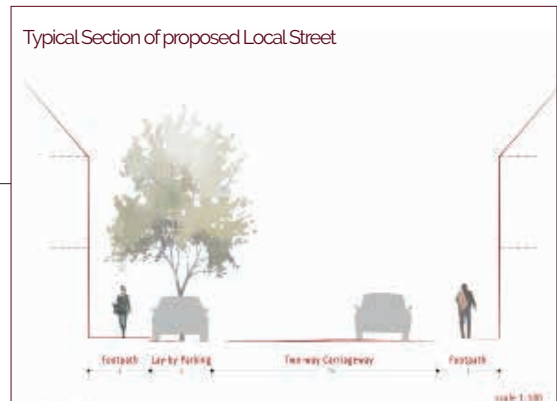 Typical Section of proposed Local Street
Footpath Lay-by Parking Two-way Carriageway Footpath
scale 1:100